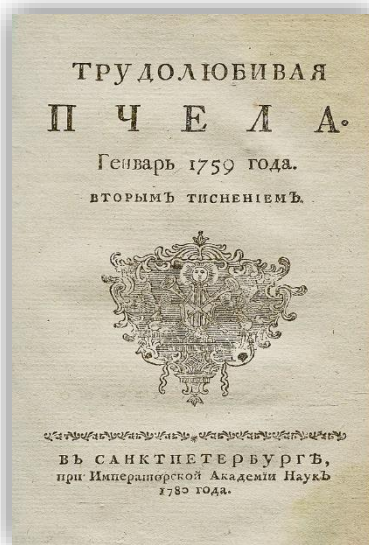 ТРУДОЛЮБИВАЯ
ПЧЕЛА.
Генварь 1759 года.
ВТОРЫМЪ ТИСНЕНІЕМЪ.
ВЪ САНКТПЕТЕРБУРГѢ,
при Императорской Академіи Наукъ
1780 года.